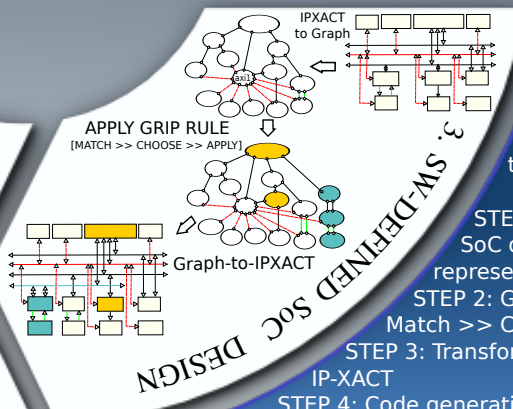 IPXACT
to Graph
axi1
APPLY GRIP RULE
[MATCH >> CHOOSE >> APPLY]
Graph-to-IPXACT
3. SW-DEFINED SoC DESIGN
STE
SoC
represe
STEP 2: G
Match >> C
STEP 3: Transfor
IP-XACT
STEP 4: Code generati